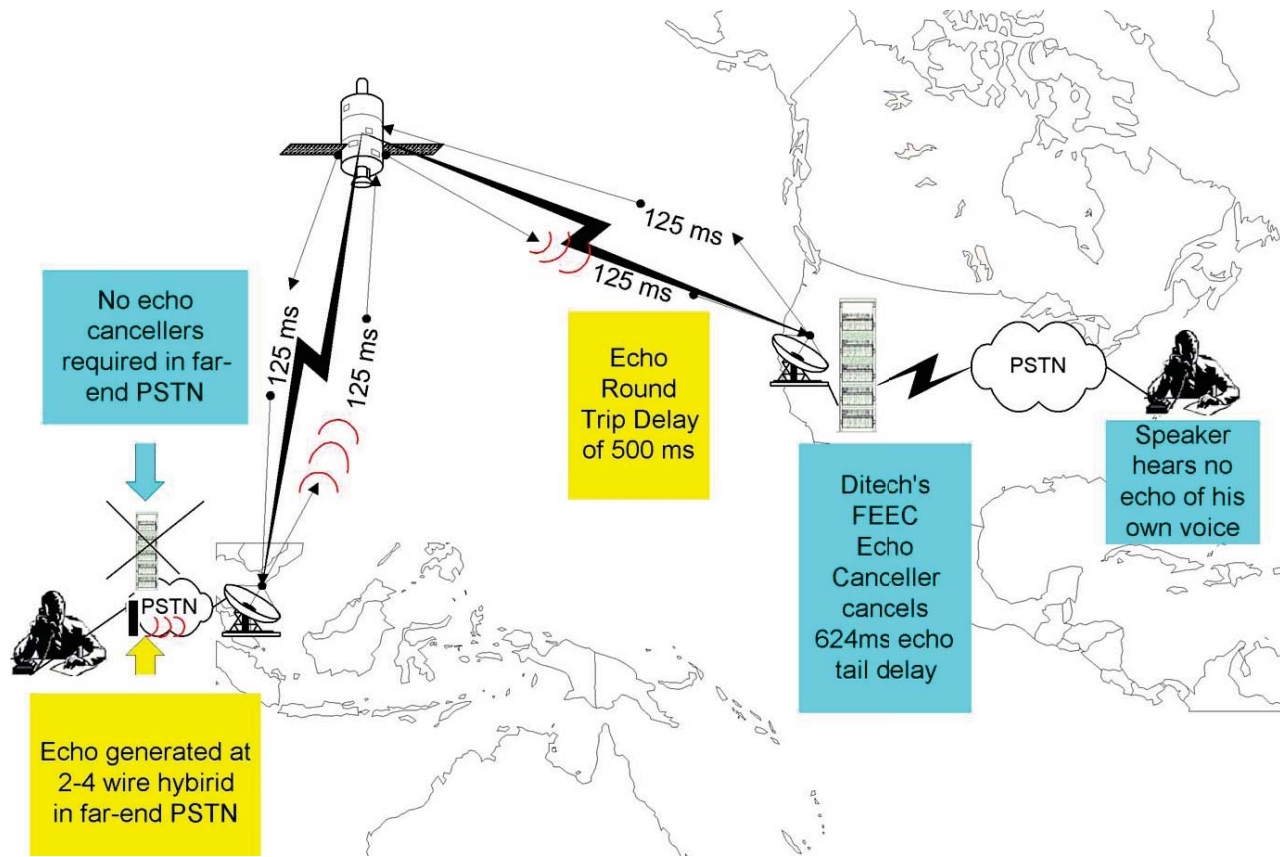 125 ms
125 ms
125 ms
125 ms
No echo
cancellers
required in far-
end PSTN
Echo
Round
Trip Delay
of 500 ms
PSTN
Speaker
hears no
echo of his
own voice
Ditech's
FEEC
Echo
Canceller
cancels
624ms echo
tail delay
PSTN
Echo generated at
2-4 wire hybirid
in far-end PSTN